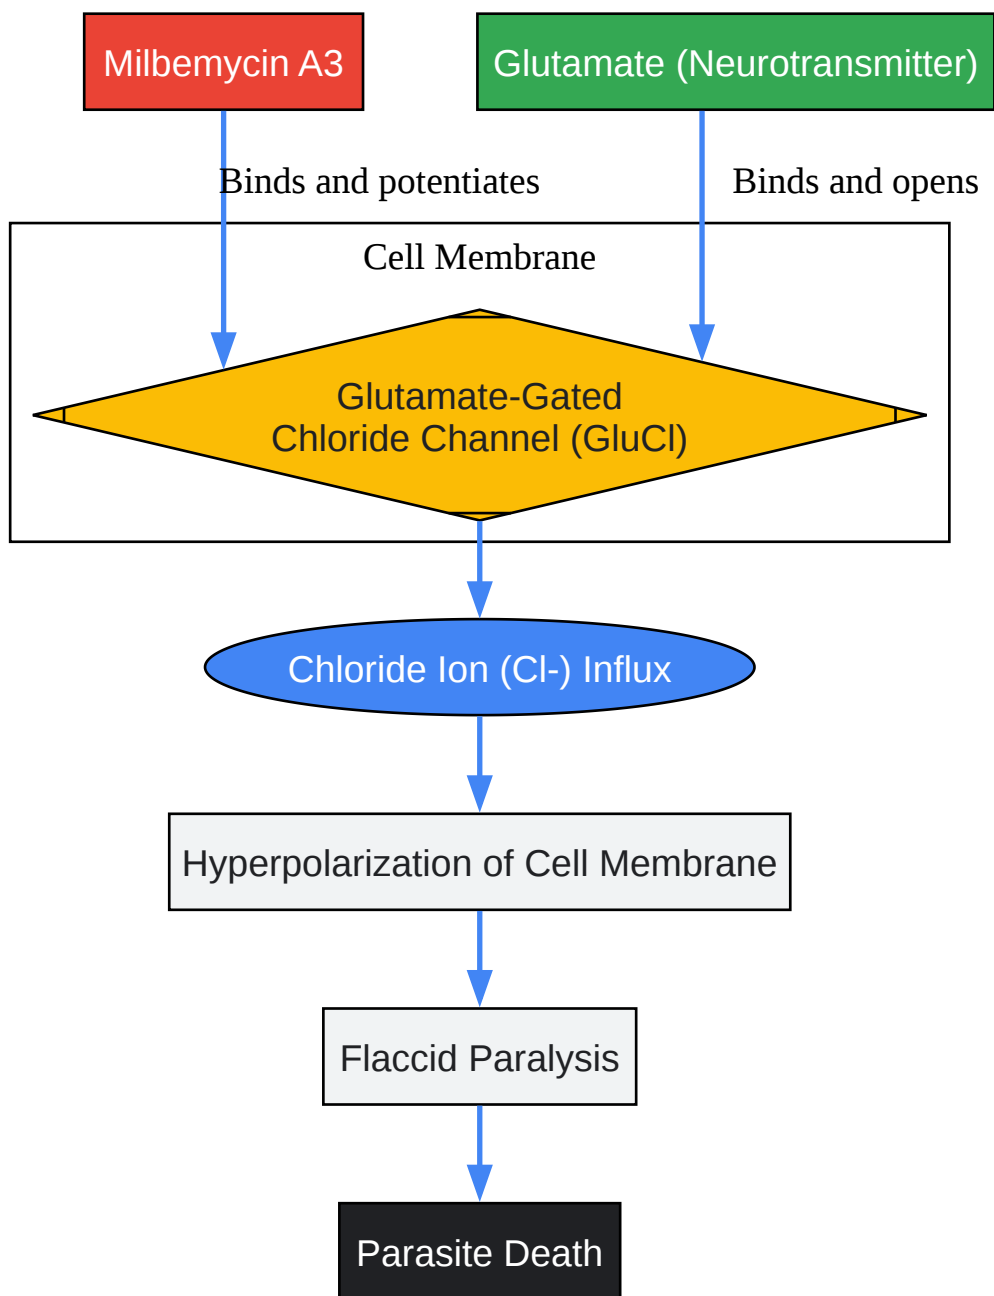 Milbemycin A3
Glutamate (Neurotransmitter)
Binds and potentiates
Binds and opens
Cell Membrane
Glutamate-Gated
Chloride Channel (GluCl)
Chloride Ion (Cl-) Influx
Hyperpolarization of Cell Membrane
Flaccid Paralysis
Parasite Death